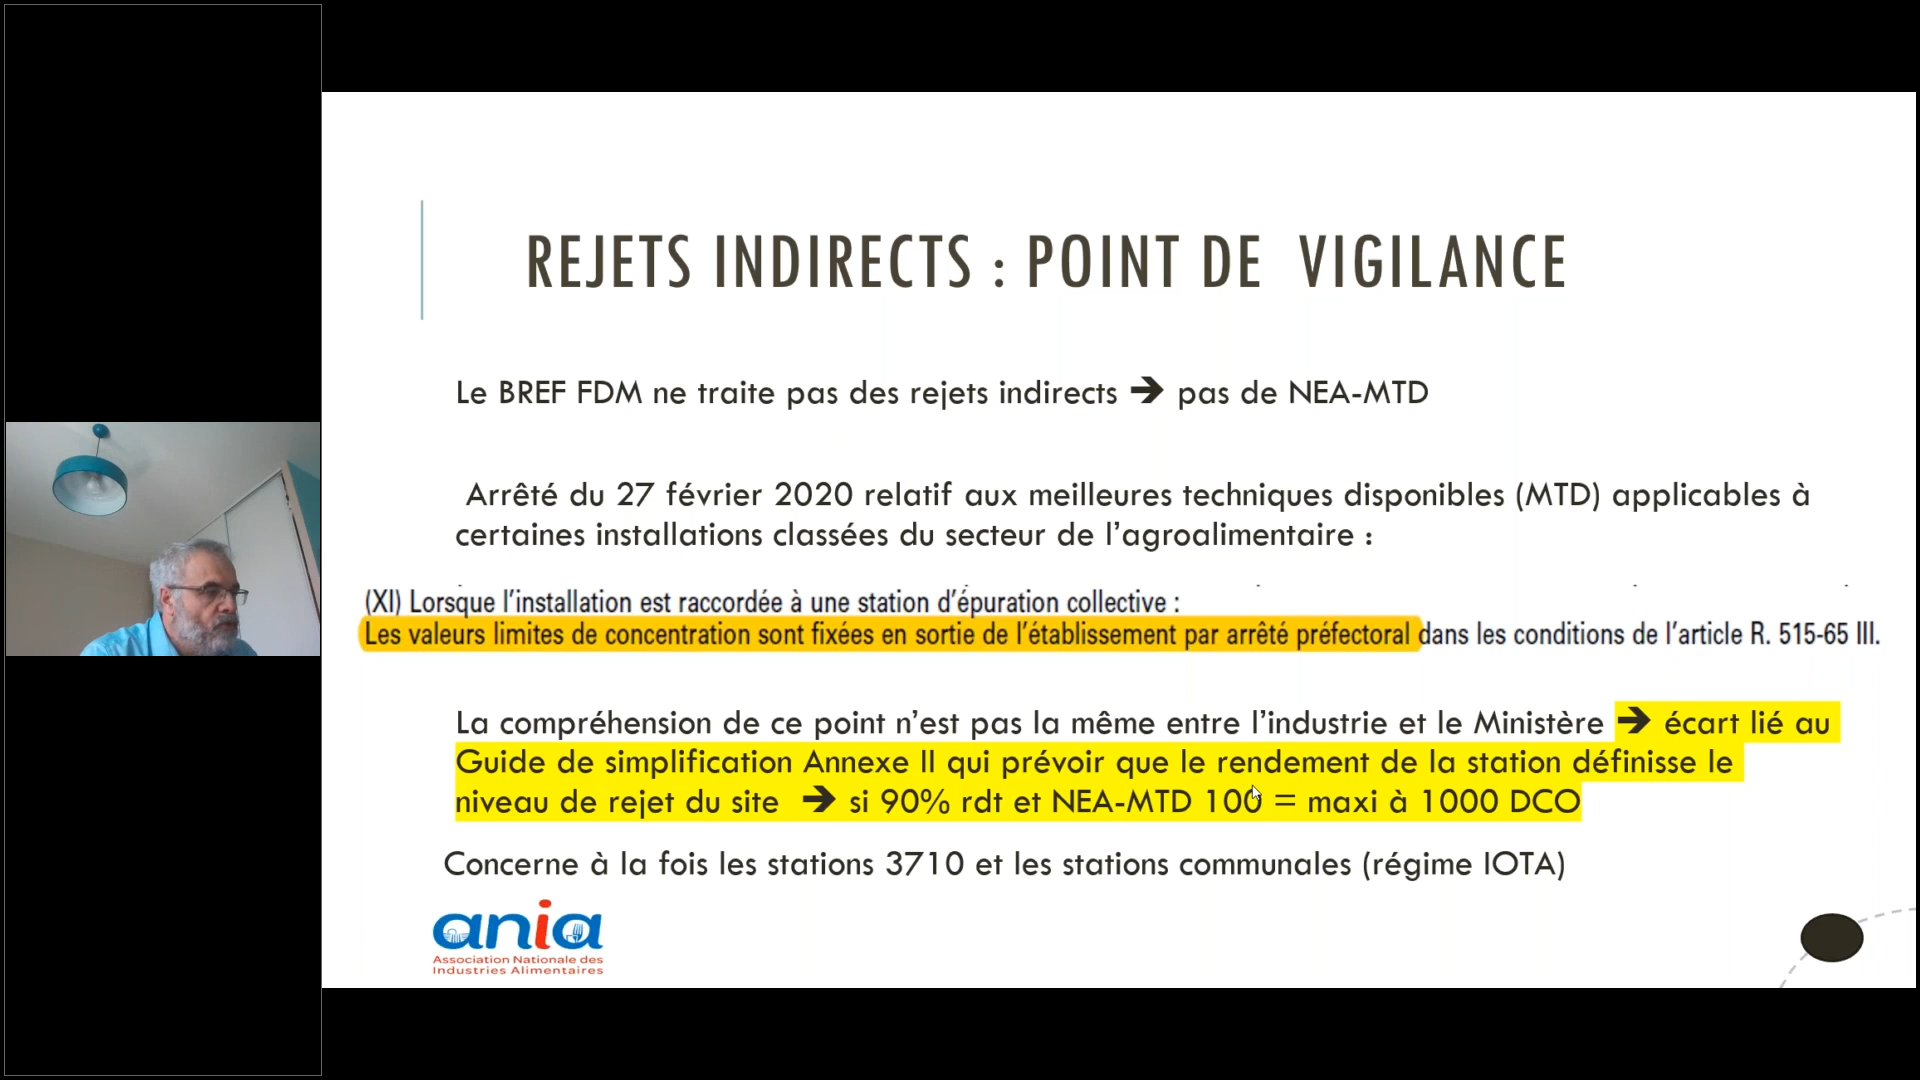 REJETS INDIRECTS : POINT DE VIGILANCE
Le BREF FDM ne traite pas des rejets indirects ➔ pas de NEA-MTD
Arrêté du 27 février 2020 relatif aux meilleures techniques disponibles (MTD) applicables à
certaines installations classées du secteur de l'agroalimentaire :
(XI) Lorsque l'installation est raccordée à une station d'épuration collective :
Les valeurs limites de concentration sont fixées en sortie de l'établissement par arrêté préfectoral dans les conditions de l'article R. 515-65 III.
La compréhension de ce point n'est pas la même entre l'industrie et le Ministère ➔ écart lié au
Guide de simplification Annexe II qui prévoir que le rendement de la station définisse le
niveau de rejet du site ➔ si 90% rdt et NEA-MTD 100 = maxi à 1000 DCO
Concerne à la fois les stations 3710 et les stations communales (régime IOTA)
ania
Association Nationale des
Industries Alimentaires